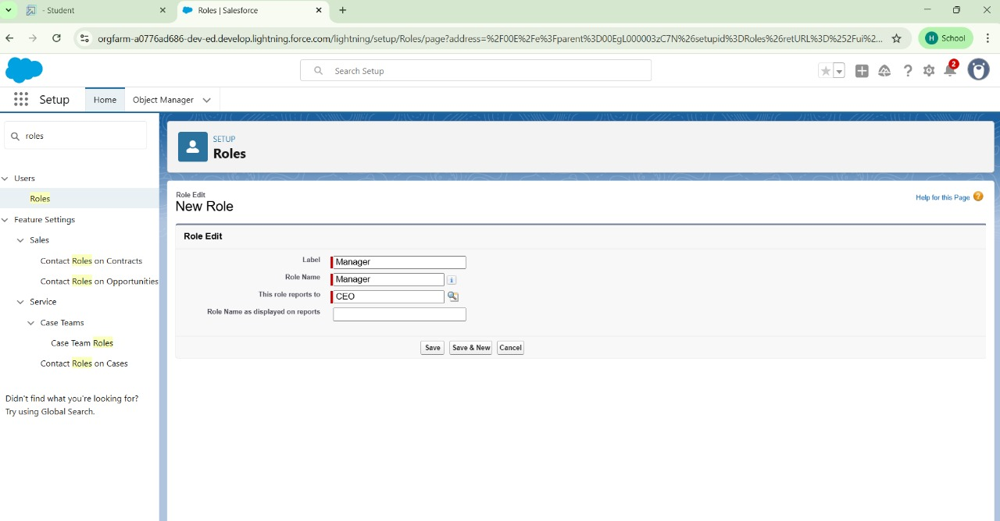 - Student
Roles | Salesforce
orgfarm-a0776ad686-dev-ed.develop.lightning.force.com/lightning/setup/Roles/page?address=%2F00E%2Fe%3Fparent%3D00EgL000003zC7N%26setupid%3DRoles%26retURL%3D%252Fui%2...
H School
Search Setup
2
Setup
Home
Object Manager
roles
Users
Roles
Feature Settings
Sales
Contact Roles on Contracts
Contact Roles on Opportunities
Service
Case Teams
Case Team Roles
Contact Roles on Cases
Didn't find what you're looking for?
Try using Global Search.
SETUP
Roles
Role Edit
New Role
Help for this Page ?
Role Edit
Label Manager
Role Name Manager i
This role reports to CEO
Role Name as displayed on reports
Save Save & New Cancel